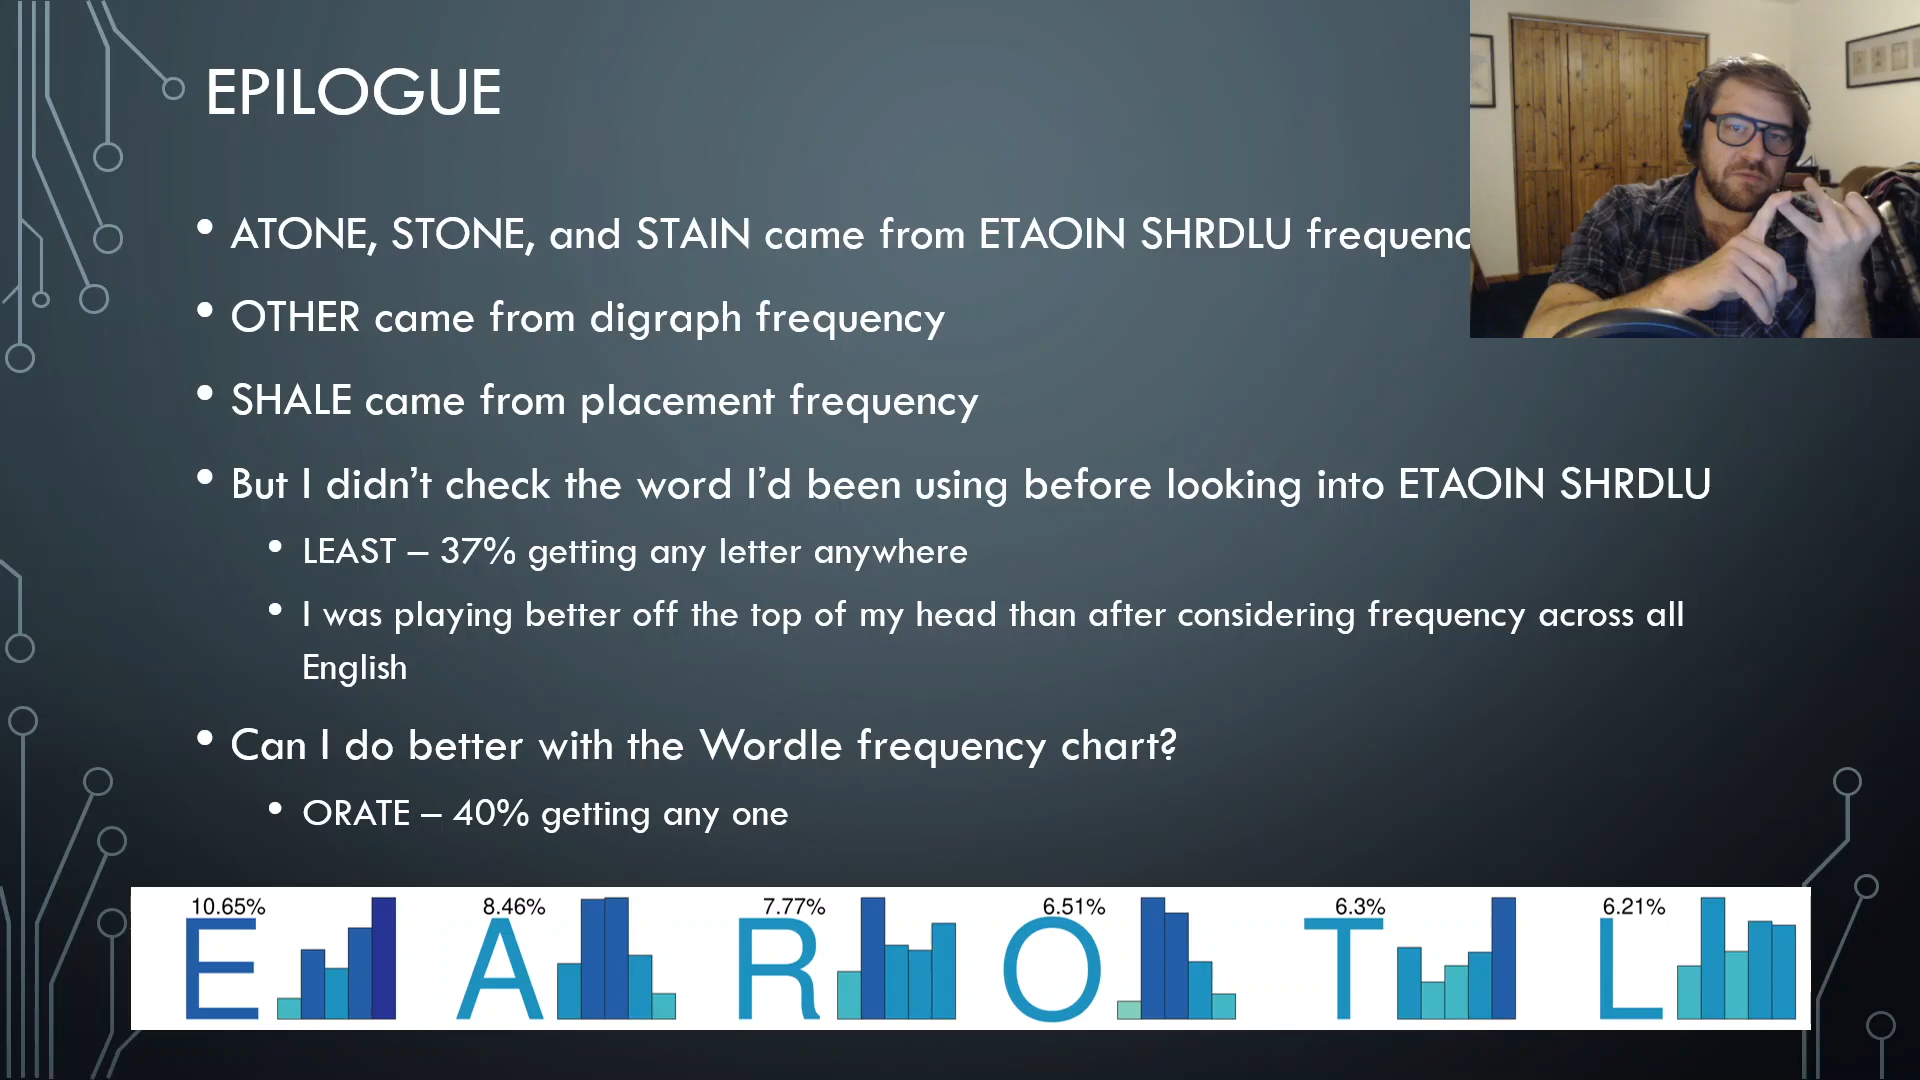 EPILOGUE
• ATONE, STONE, and STAIN came from ETAOIN SHRDLU
• OTHER came from digraph frequency
• SHALE came from placement frequency
• But I didn’t check the word I’d been using before looking into ETAOIN SHRDLU
• LEAST – 37% getting any letter anywhere
• I was playing better off the top of my head than after considering frequency across all
English
• Can I do better with the Wordle frequency chart?
• ORATE – 40% getting any one
10.65% 8.46% 7.77% 6.51% 6.3% 6.21%
E A R O T L